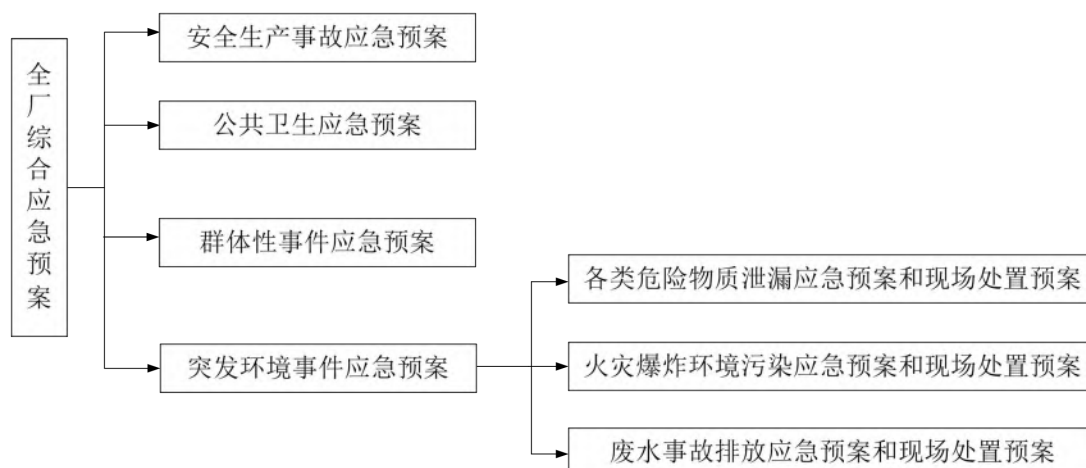 全厂综合应急预案
安全生产事故应急预案
公共卫生应急预案
群体性事件应急预案
突发环境事件应急预案
各类危险物质泄漏应急预案和现场处置预案
火灾爆炸环境污染应急预案和现场处置预案
废水事故排放应急预案和现场处置预案